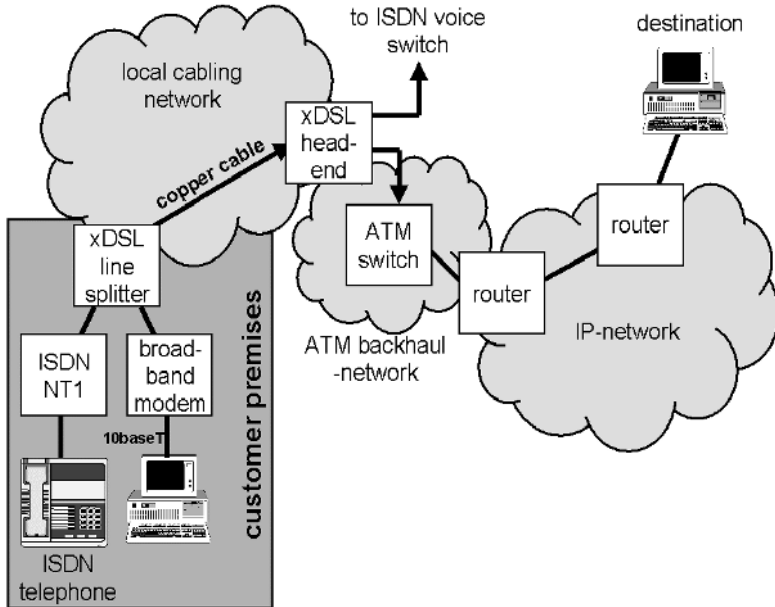 to ISDN voice
switch
destination
local cabling
network
xDSL
head-
end
copper cable
xDSL
line
splitter
ATM
switch
router
router
IP-network
ATM backhaul
-network
ISDN
NT1
broad-
band
modem
10baseT
customer premises
ISDN
telephone